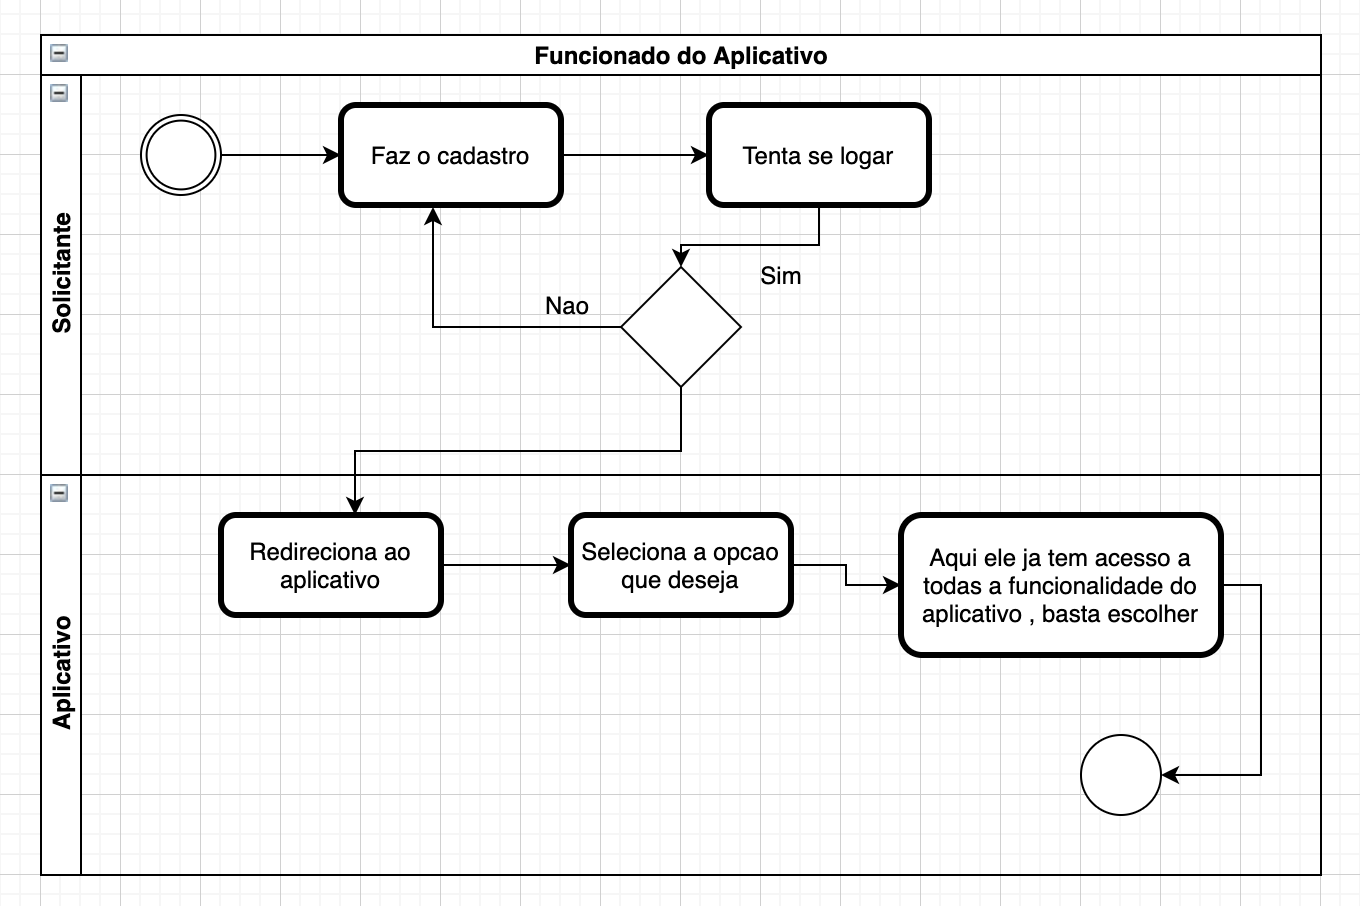 Funcionado do Aplicativo
Solicitante
Faz o cadastro
Tenta se logar
Sim
Nao
Aplicativo
Redireciona ao
aplicativo
Seleciona a opcao
que deseja
Aqui ele ja tem acesso a
todas a funcionalidade do
aplicativo , basta escolher